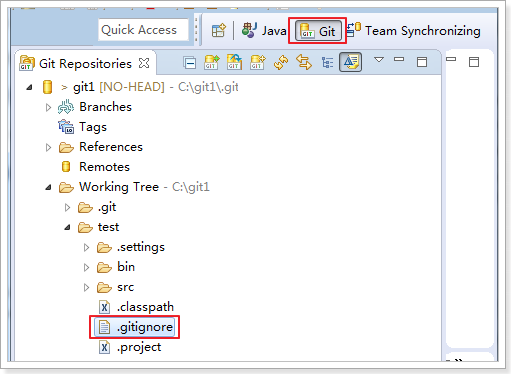 Quick Access
Java
Git
Team Synchronizing
Git Repositories
> git1 [NO-HEAD] - C:\git1\.git
Branches
Tags
References
Remotes
Working Tree - C:\git1
.git
test
.settings
bin
src
.classpath
.gitignore
.project